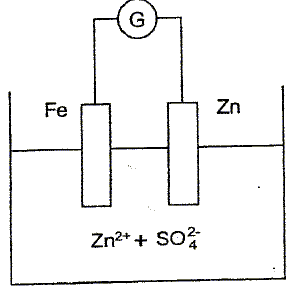 G
Fe Zn
Zn²⁺ + SO₄²⁻